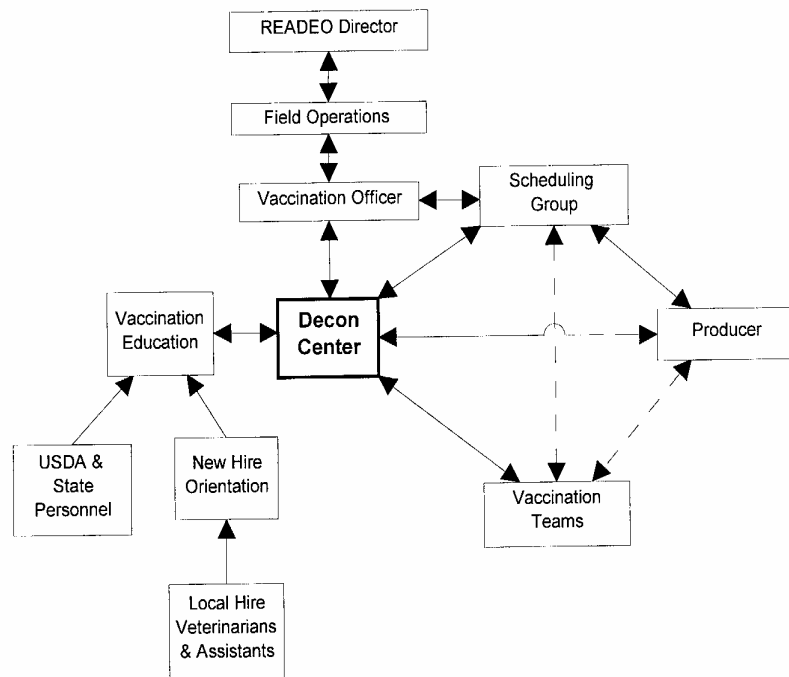 READEO Director
Field Operations
Vaccination Officer
Scheduling
Group
Vaccination
Education
Decon
Center
Producer
USDA &
State
Personnel
New Hire
Orientation
Vaccination
Teams
Local Hire
Veterinarians
& Assistants